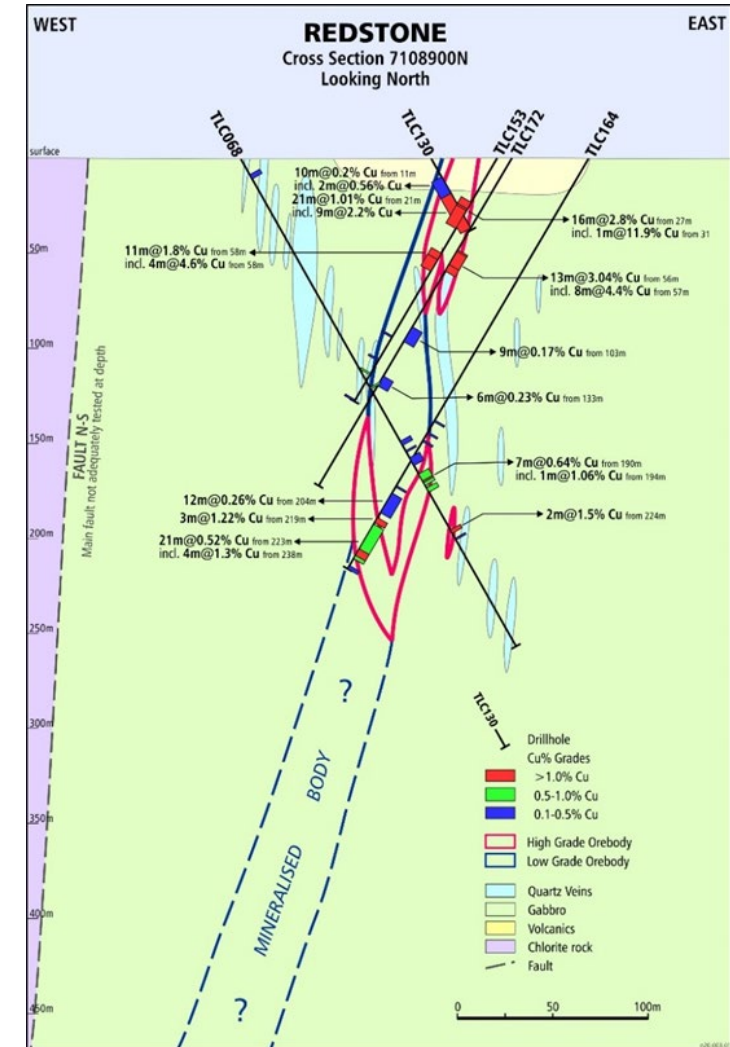 WEST
EAST
REDSTONE
Cross Section 7108900N
Looking North
TLC068
TLC130
TLC153
TLC172
TLC164
surface
50m
100m
150m
200m
250m
300m
350m
400m
450m
FAULT N-S
Main fault not adequately tested at depth
10m@0.2% Cu from 11m
incl. 2m@0.56% Cu
21m@1.01% Cu from 21m
incl. 9m@2.2% Cu
16m@2.8% Cu from 27m
incl. 1m@11.9% Cu from 31
11m@1.8% Cu from 58m
incl. 4m@4.6% Cu from 58m
13m@3.04% Cu from 56m
incl. 8m@4.4% Cu from 57m
9m@0.17% Cu from 103m
6m@0.23% Cu from 133m
7m@0.64% Cu from 190m
incl. 1m@1.06% Cu from 194m
12m@0.26% Cu from 204m
3m@1.22% Cu from 219m
21m@0.52% Cu from 223m
incl. 4m@1.3% Cu from 238m
2m@1.5% Cu from 224m
?
MINERALISED BODY
?
TLC130
Drillhole
Cu% Grades
>1.0% Cu
0.5-1.0% Cu
0.1-0.5% Cu
High Grade Orebody
Low Grade Orebody
Quartz Veins
Gabbro
Volcanics
Chlorite rock
Fault
0 50 100m